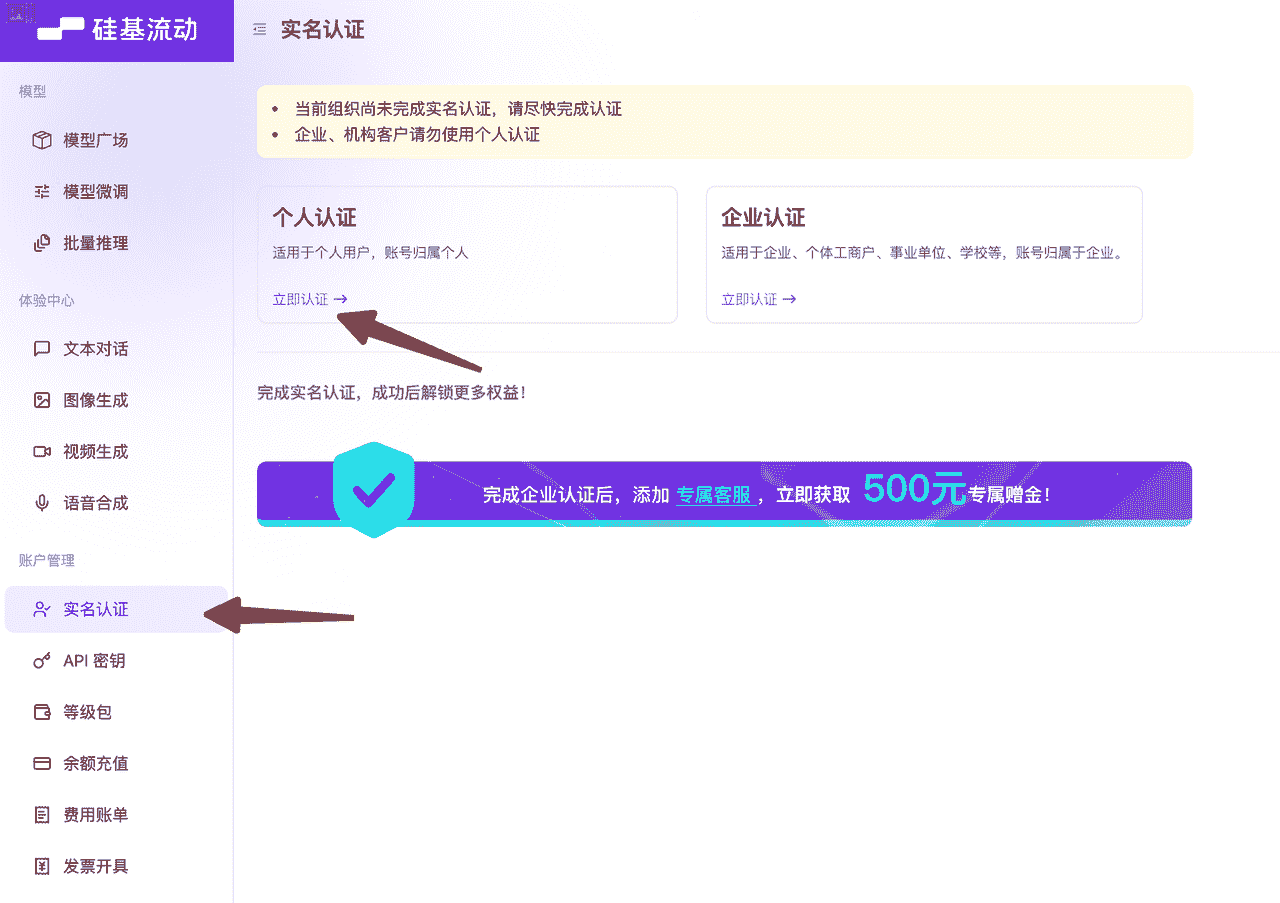 硅基流动
实名认证
模型
模型广场
模型微调
批量推理
体验中心
文本对话
图像生成
视频生成
语音合成
账户管理
实名认证
API 密钥
等级包
余额充值
费用账单
发票开具
当前组织尚未完成实名认证，请尽快完成认证
企业、机构客户请勿使用个人认证
个人认证
适用于个人用户，账号归属个人
立即认证
企业认证
适用于企业、个体工商户、事业单位、学校等，账号归属于企业。
立即认证
完成实名认证，成功后解锁更多权益！
完成企业认证后，添加 专属客服 ，立即获取 500元专属赠金！